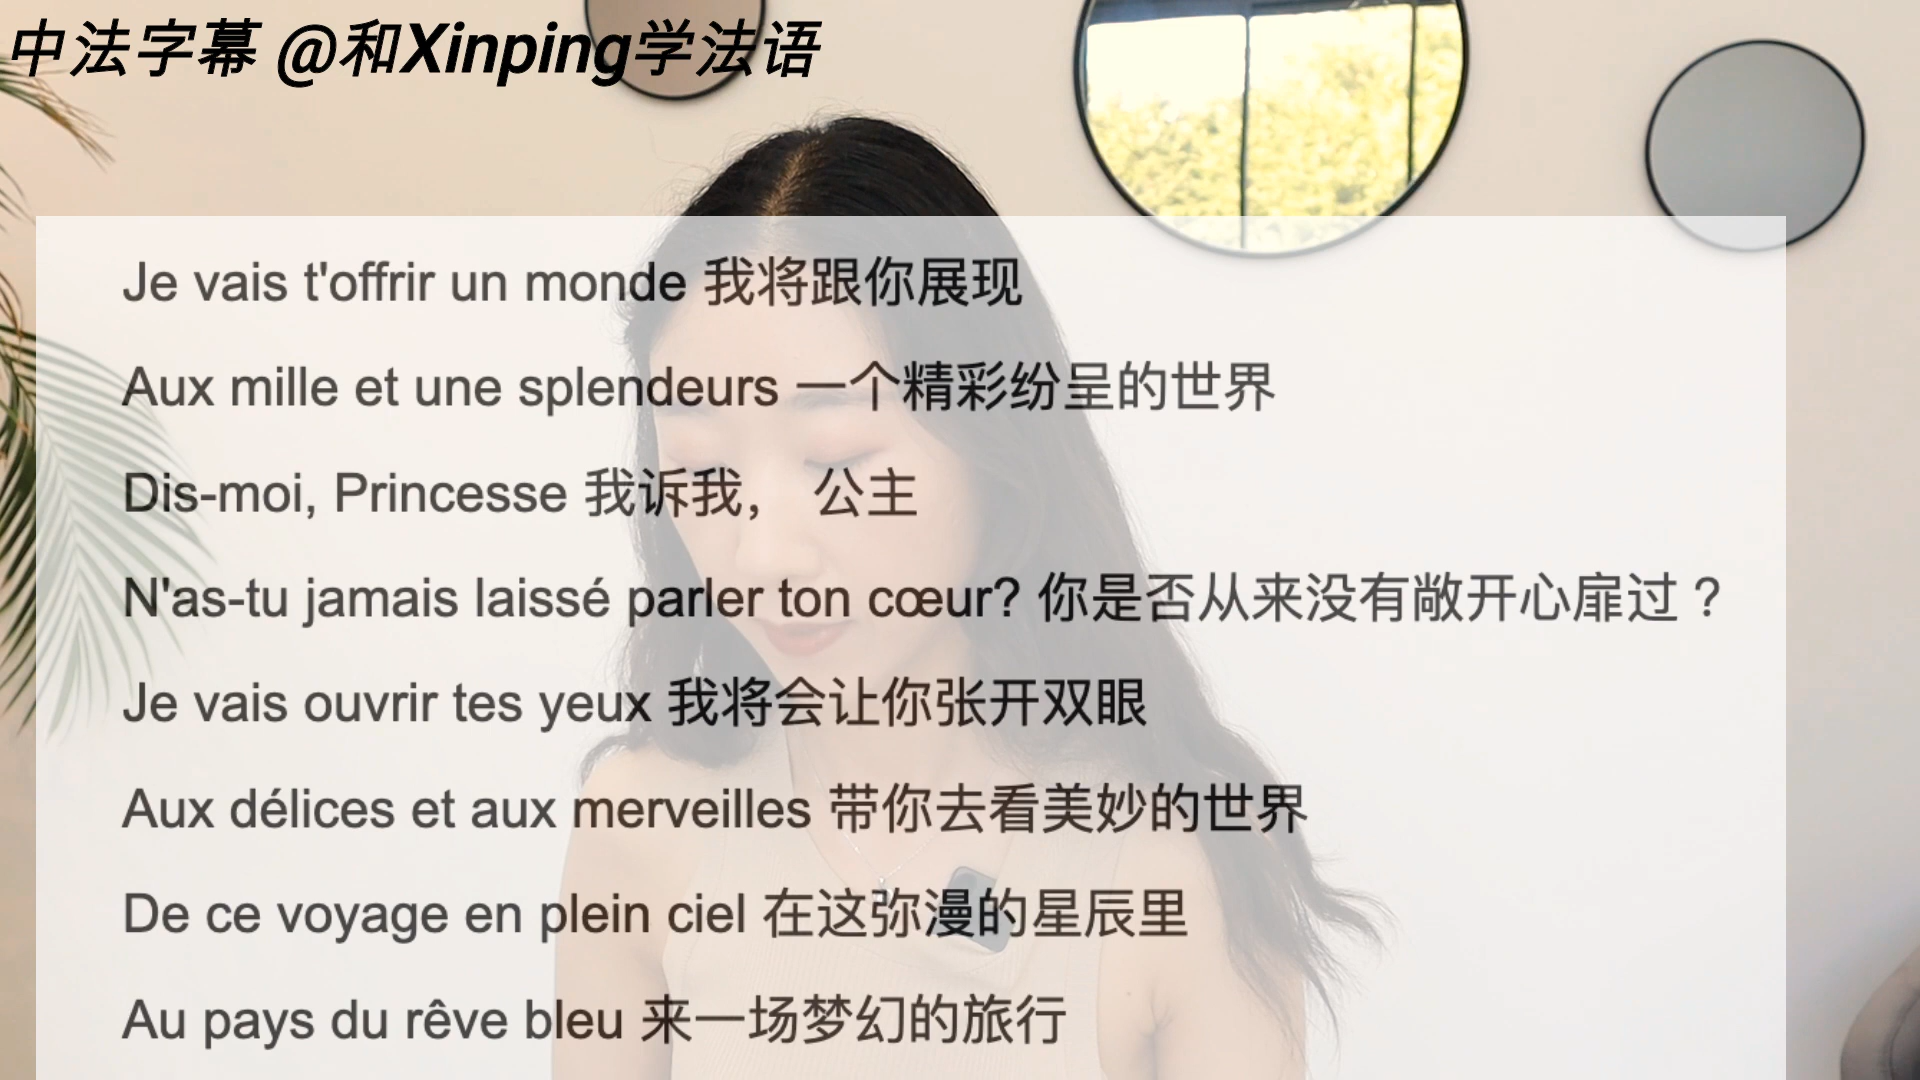 中法字幕 @和Xinping学法语
Je vais t'offrir un monde 我将跟你展现
Aux mille et une splendeurs 一个精彩纷呈的世界
Dis-moi, Princesse 我诉我， 公主
N'as-tu jamais laissé parler ton cœur? 你是否从来没有敞开心扉过？
Je vais ouvrir tes yeux 我将会让你张开双眼
Aux délices et aux merveilles 带你去看美妙的世界
De ce voyage en plein ciel 在这弥漫的星辰里
Au pays du rêve bleu 来一场梦幻的旅行